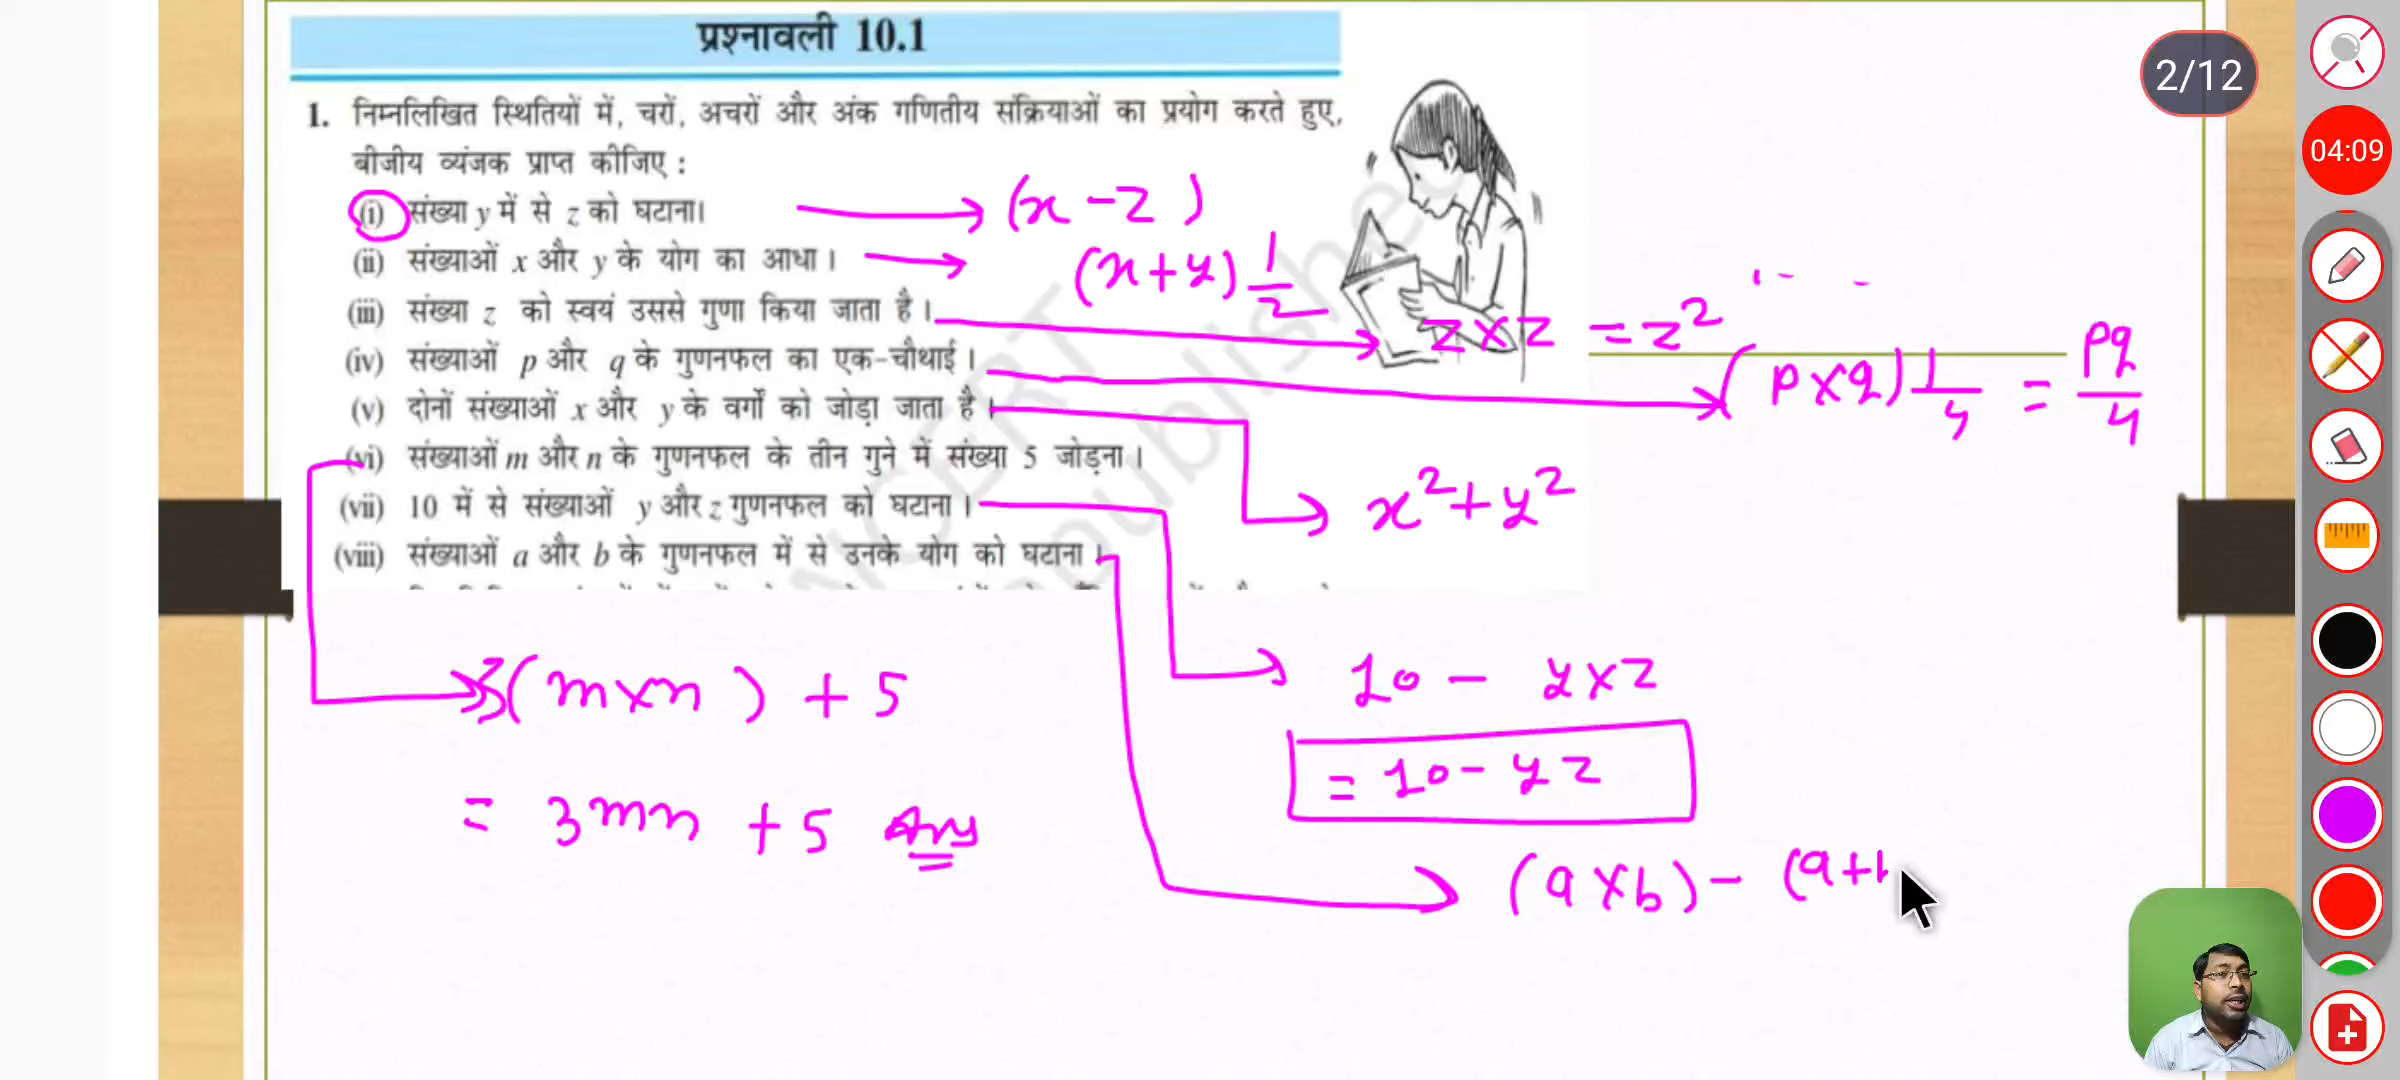 प्रश्नावली 10.1
2/12
04:09
1. निम्नलिखित स्थितियों में, चरों, अचरों और अंक गणितीय संक्रियाओं का प्रयोग करते हुए,
बीजीय व्यंजक प्राप्त कीजिए :
(i) संख्या y में से z को घटाना। (x - z)
(ii) संख्याओं x और y के योग का आधा। (x+y) 1/2
(iii) संख्या z को स्वयं उससे गुणा किया जाता है। z×z = z²
(iv) संख्याओं p और q के गुणनफल का एक-चौथाई। (p×q) 1/4 = pq/4
(v) दोनों संख्याओं x और y के वर्गों को जोड़ा जाता है।
(vi) संख्याओं m और n के गुणनफल के तीन गुने में संख्या 5 जोड़ना।
x²+y²
(vii) 10 में से संख्याओं y और z गुणनफल को घटाना।
(viii) संख्याओं a और b के गुणनफल में से उनके योग को घटाना।
NCERT
republished
3(m×n) + 5
10 - y×z
= 10 - yz
= 3mn + 5 Ans
(a×b) - (a+